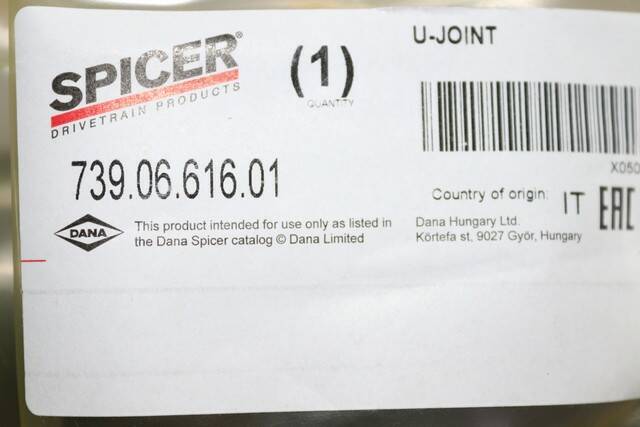 SPICER®
DRIVETRAIN PRODUCTS
(1)
QUANTITY
U-JOINT
X050
739.06.616.01
Country of origin: IT
EAC
DANA
This product intended for use only as listed in
the Dana Spicer catalog © Dana Limited
Dana Hungary Ltd.
Körtefa st, 9027 Győr, Hungary